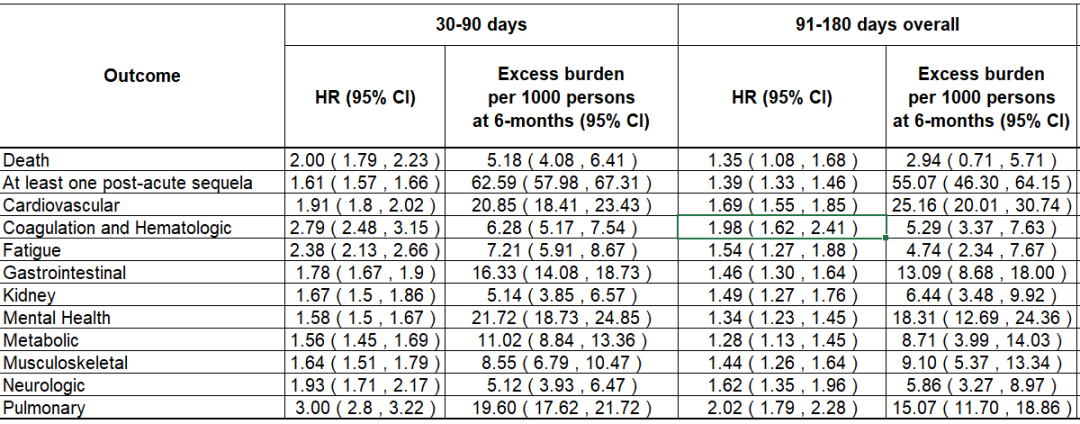 30-90 days 91-180 days overall
Outcome HR (95% CI) Excess burden per 1000 persons at 6-months (95% CI) HR (95% CI) Excess burden per 1000 persons at 6-months (95% CI)
Death 2.00 ( 1.79 , 2.23 ) 5.18 ( 4.08 , 6.41 ) 1.35 ( 1.08 , 1.68 ) 2.94 ( 0.71 , 5.71 )
At least one post-acute sequela 1.61 ( 1.57 , 1.66 ) 62.59 ( 57.98 , 67.31 ) 1.39 ( 1.33 , 1.46 ) 55.07 ( 46.30 , 64.15 )
Cardiovascular 1.91 ( 1.8 , 2.02 ) 20.85 ( 18.41 , 23.43 ) 1.69 ( 1.55 , 1.85 ) 25.16 ( 20.01 , 30.74 )
Coagulation and Hematologic 2.79 ( 2.48 , 3.15 ) 6.28 ( 5.17 , 7.54 ) 1.98 ( 1.62 , 2.41 ) 5.29 ( 3.37 , 7.63 )
Fatigue 2.38 ( 2.13 , 2.66 ) 7.21 ( 5.91 , 8.67 ) 1.54 ( 1.27 , 1.88 ) 4.74 ( 2.34 , 7.67 )
Gastrointestinal 1.78 ( 1.67 , 1.9 ) 16.33 ( 14.08 , 18.73 ) 1.46 ( 1.30 , 1.64 ) 13.09 ( 8.68 , 18.00 )
Kidney 1.67 ( 1.5 , 1.86 ) 5.14 ( 3.85 , 6.57 ) 1.49 ( 1.27 , 1.76 ) 6.44 ( 3.48 , 9.92 )
Mental Health 1.58 ( 1.5 , 1.67 ) 21.72 ( 18.73 , 24.85 ) 1.34 ( 1.23 , 1.45 ) 18.31 ( 12.69 , 24.36 )
Metabolic 1.56 ( 1.45 , 1.69 ) 11.02 ( 8.84 , 13.36 ) 1.28 ( 1.13 , 1.45 ) 8.71 ( 3.99 , 14.03 )
Musculoskeletal 1.64 ( 1.51 , 1.79 ) 8.55 ( 6.79 , 10.47 ) 1.44 ( 1.26 , 1.64 ) 9.10 ( 5.37 , 13.34 )
Neurologic 1.93 ( 1.71 , 2.17 ) 5.12 ( 3.93 , 6.47 ) 1.62 ( 1.35 , 1.96 ) 5.86 ( 3.27 , 8.97 )
Pulmonary 3.00 ( 2.8 , 3.22 ) 19.60 ( 17.62 , 21.72 ) 2.02 ( 1.79 , 2.28 ) 15.07 ( 11.70 , 18.86 )